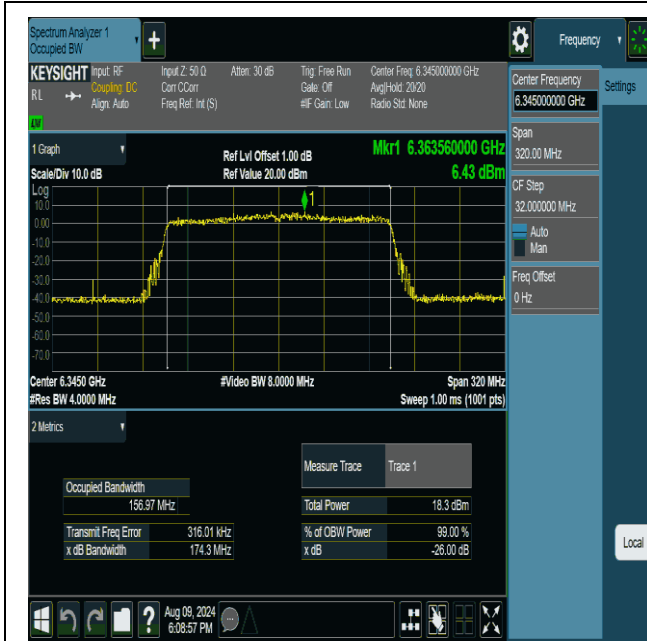 Spectrum Analyzer 1
Occupied BW
Frequency
KEYSIGHT Input: RF Input Z: 50 Ω Atten: 30 dB Trig: Free Run Center Freq: 6.345000000 GHz
RL Coupling: DC Corr CCorr Gate: Off Avg|Hold: 20/20
Align: Auto Freq Ref: Int (S) #IF Gain: Low Radio Std: None
LW
Center Frequency
6.345000000 GHz
Settings
Span
320.00 MHz
CF Step
32.000000 MHz
Auto
Man
Freq Offset
0 Hz
1 Graph
Ref Lvl Offset 1.00 dB
Mkr1 6.363560000 GHz
Scale/Div 10.0 dB
Ref Value 20.00 dBm
6.43 dBm
Log
1
10.0
0.00
-10.0
-20.0
-30.0
-40.0
-50.0
-60.0
-70.0
Center 6.3450 GHz
#Video BW 8.0000 MHz
Span 320 MHz
#Res BW 4.0000 MHz
Sweep 1.00 ms (1001 pts)
2 Metrics
Measure Trace Trace 1
Occupied Bandwidth
156.97 MHz
Total Power 18.3 dBm
Transmit Freq Error 316.01 kHz
% of OBW Power 99.00 %
x dB Bandwidth 174.3 MHz
x dB -26.00 dB
Local
Aug 09, 2024
6:08:57 PM